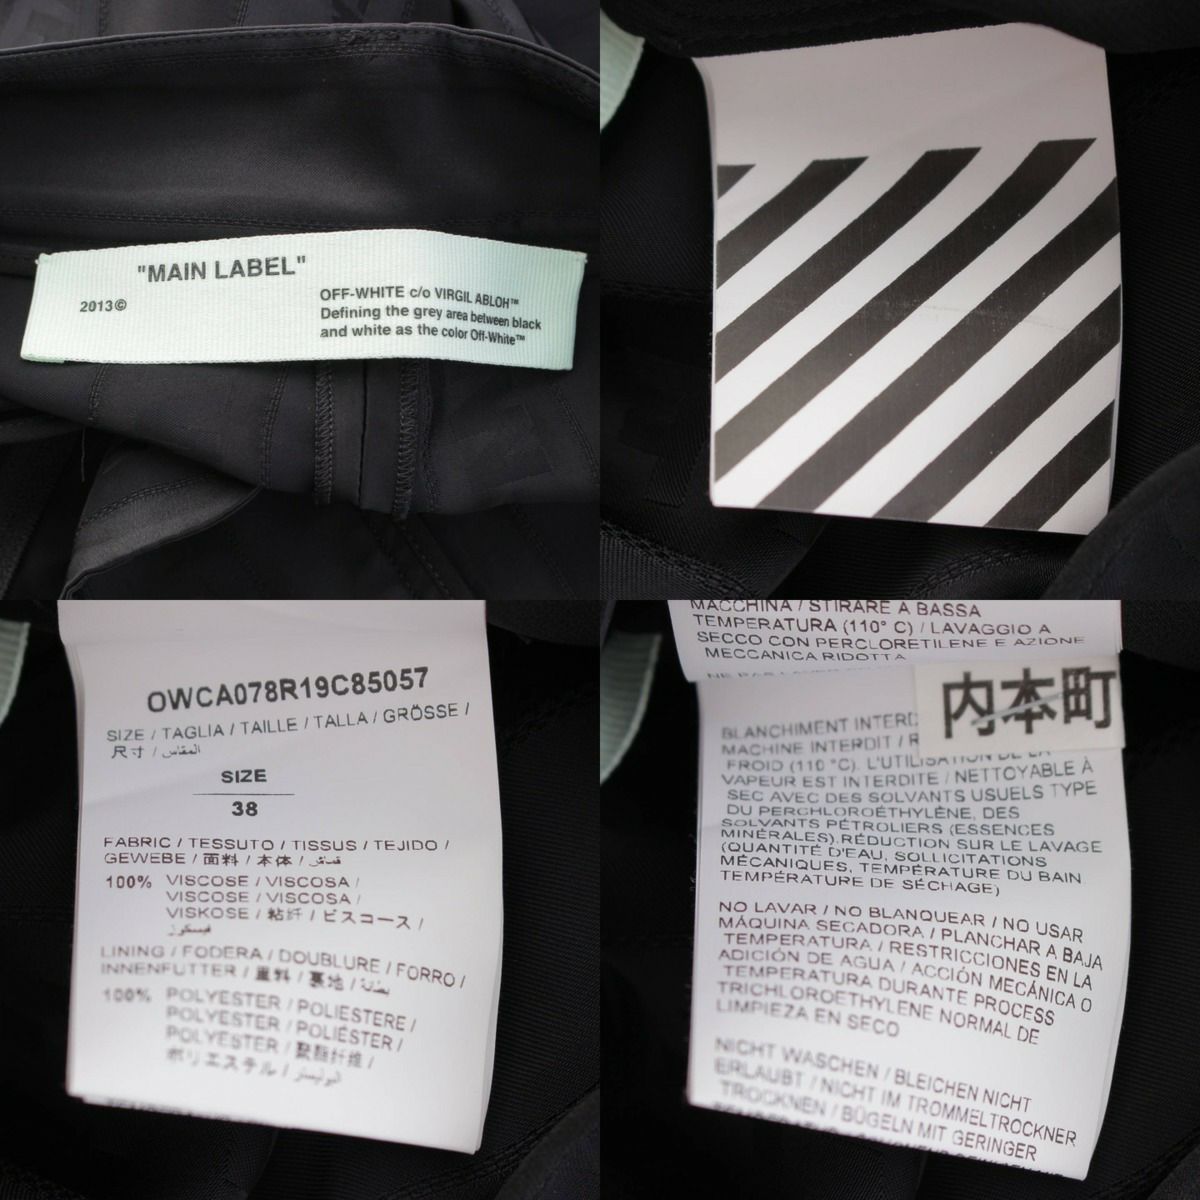 "MAIN LABEL"
2013©
OFF-WHITE c/o VIRGIL ABLOH™
Defining the grey area between black
and white as the color Off-White™
OWCA078R19C85057
SIZE / TAGLIA / TAILLE / TALLA / GRÖSSE /
尺寸 / المقاس
SIZE
38
FABRIC / TESSUTO / TISSUS / TEJIDO /
GEWEBE / 面料 / 本体 / قماش
100% VISCOSE / VISCOSA /
VISCOSE / VISCOSA /
VISKOSE / 粘纤 / ビスコース /
فيسكوز
LINING / FODERA / DOUBLURE / FORRO /
INNENFUTTER / 里料 / 裏地 / بطانة
100% POLYESTER / POLIESTERE /
POLYESTER / POLIÉSTER /
POLYESTER / 聚酯纤维 /
ポリエステル / البوليستر
MACCHINA / STIRARE A BASSA
TEMPERATURA (110° C) / LAVAGGIO A
SECCO CON PERCLORETILENE E AZIONE
MECCANICA RIDOTTA
NE PAS LAVER
内本町
BLANCHIMENT INTERD
MACHINE INTERDIT / R
FROID (110 °C). L'UTILISATION DE LA
VAPEUR EST INTERDITE / NETTOYABLE À
SEC AVEC DES SOLVANTS USUELS TYPE
DU PERCHLOROÉTHYLÈNE, DES
SOLVANTS PÉTROLIERS (ESSENCES
MINÉRALES).RÉDUCTION SUR LE LAVAGE
(QUANTITÉ D'EAU, SOLLICITATIONS
MÉCANIQUES, TEMPÉRATURE DU BAIN
TEMPÉRATURE DE SÉCHAGE)
NO LAVAR / NO BLANQUEAR / NO USAR
MÁQUINA SECADORA / PLANCHAR A BAJA
TEMPERATURA / RESTRICCIONES EN LA
ADICIÓN DE AGUA / ACCIÓN MECÁNICA O
TEMPERATURA DURANTE PROCESS
TRICHLOROETHYLENE NORMAL DE
LIMPIEZA EN SECO
NICHT WASCHEN / BLEICHEN NICHT
ERLAUBT / NICHT IM TROMMELTROCKNER
TROCKNEN / BÜGELN MIT GERINGER